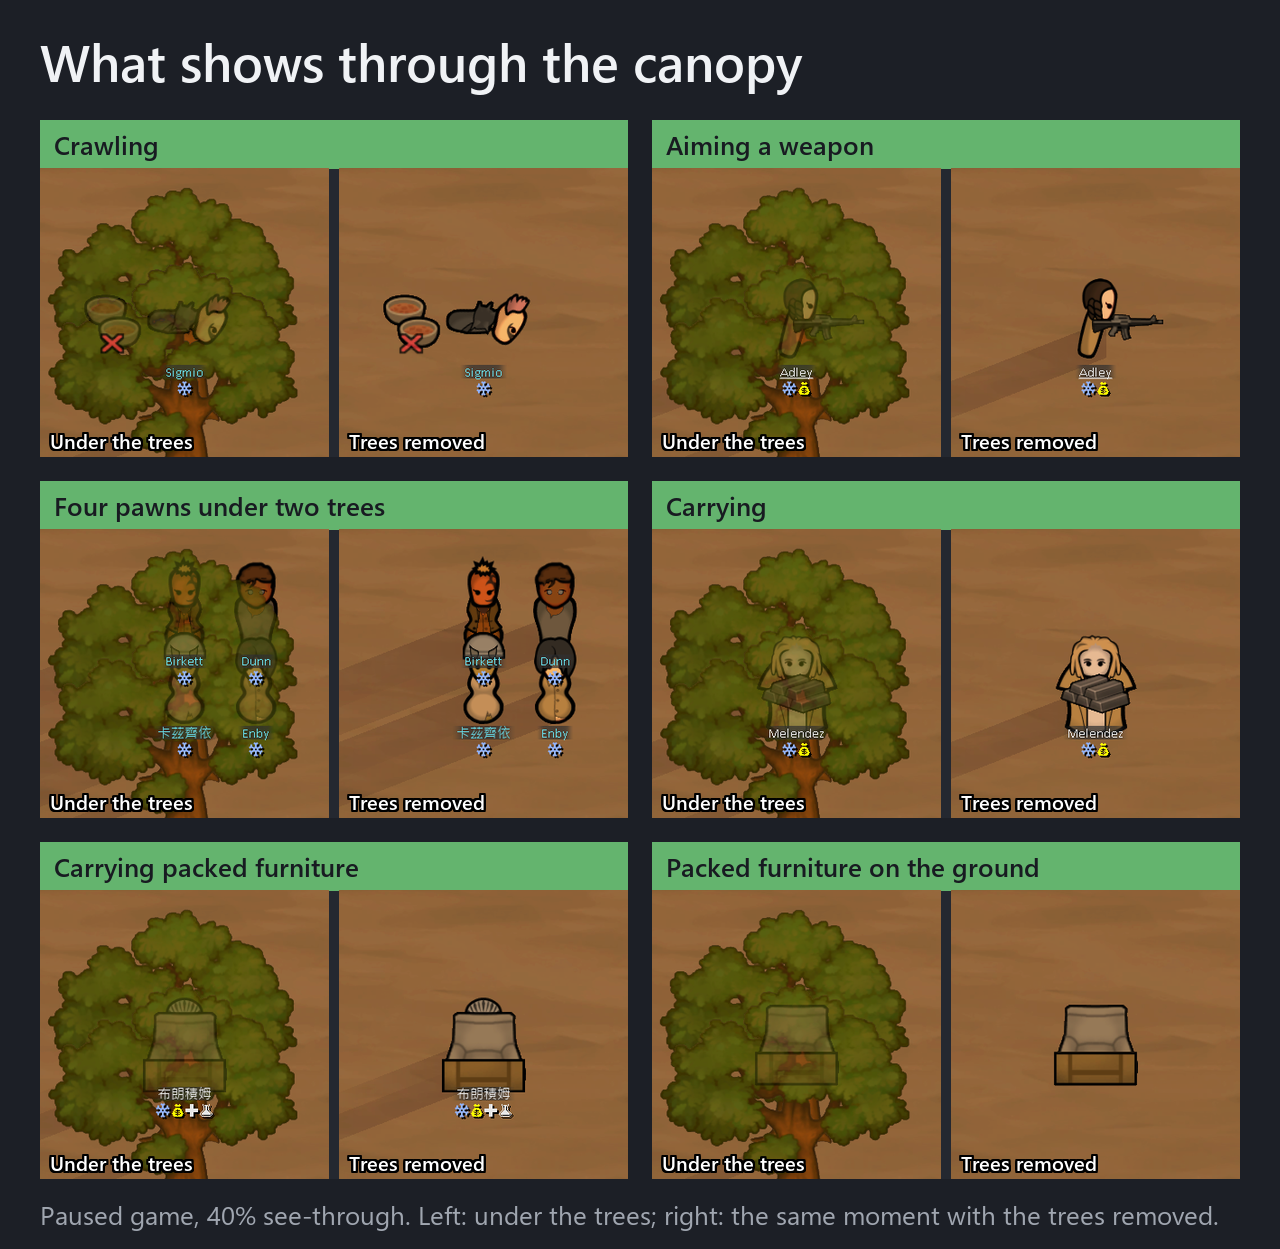 What shows through the canopy
Crawling
Aiming a weapon
Sigmio
Under the trees
Sigmio
Trees removed
Adley
Under the trees
Adley
Trees removed
Four pawns under two trees
Carrying
Birkett
Dunn
卡茲齊依
Enby
Under the trees
Birkett
Dunn
卡茲齊依
Enby
Trees removed
Melendez
Under the trees
Melendez
Trees removed
Carrying packed furniture
Packed furniture on the ground
布朗積姆
Under the trees
布朗積姆
Trees removed
Under the trees
Trees removed
Paused game, 40% see-through. Left: under the trees; right: the same moment with the trees removed.